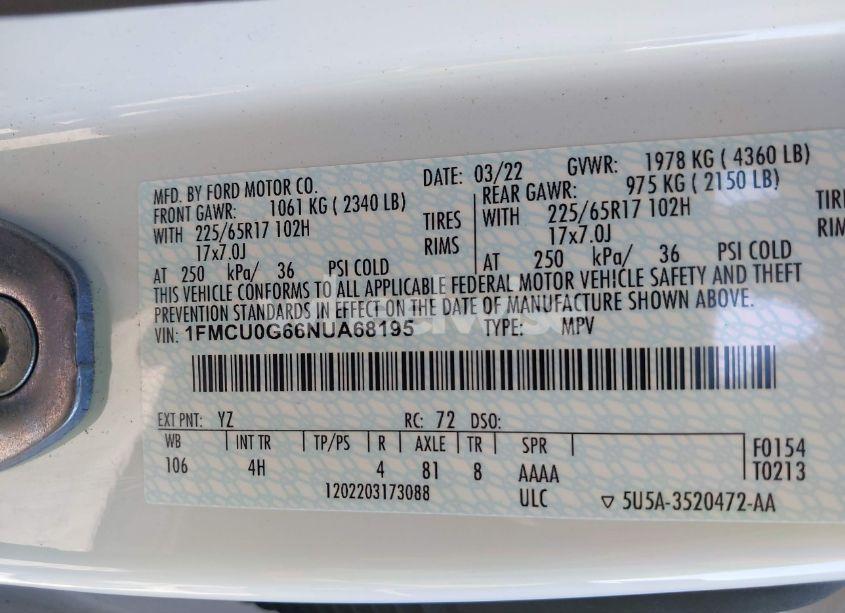 MFD. BY FORD MOTOR CO. DATE: 03/22 GVWR: 1978 KG ( 4360 LB)
FRONT GAWR: 1061 KG ( 2340 LB) REAR GAWR: 975 KG ( 2150 LB)
WITH 225/65R17 102H TIRES WITH 225/65R17 102H TIRE
17x7.0J RIMS 17x7.0J RIMS
AT 250 kPa/ 36 PSI COLD AT 250 kPa/ 36 PSI COLD
THIS VEHICLE CONFORMS TO ALL APPLICABLE FEDERAL MOTOR VEHICLE SAFETY AND THEFT
PREVENTION STANDARDS IN EFFECT ON THE DATE OF MANUFACTURE SHOWN ABOVE.
VIN: 1FMCU0G66NUA68195 TYPE: MPV
EXT PNT: YZ RC: 72 DSO:
WB INT TR TP/PS R AXLE TR SPR
106 4H 4 81 8 AAAA
F0154
T0213
1202203173088 ULC ▽ 5U5A-3520472-AA